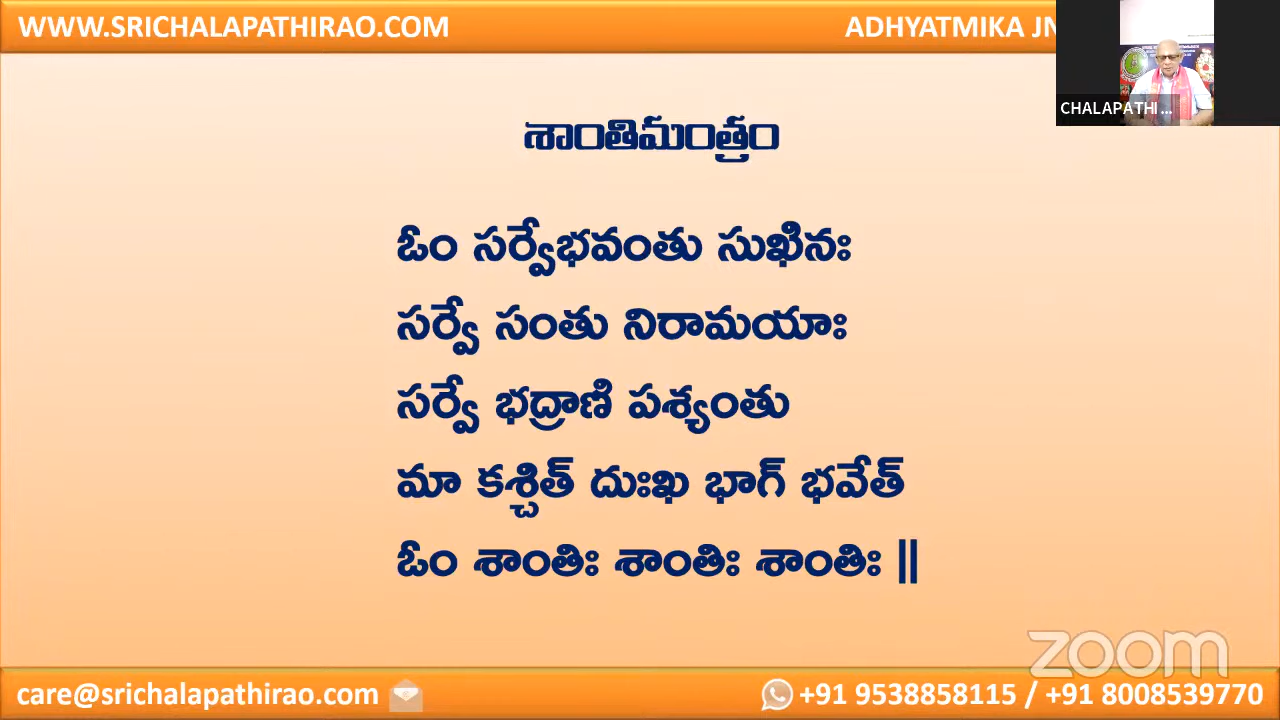 WWW.SRICHALAPATHIRAO.COM
ADHYATMIKA
CHALAPATHI ...
శాంతిమంత్రం
ఓం సర్వేభవంతు సుఖినః
సర్వే సంతు నిరామయాః
సర్వే భద్రాణి పశ్యంతు
మా కశ్చిత్ దుఃఖ భాగ్ భవేత్
ఓం శాంతిః శాంతిః శాంతిః ||
zoom
care@srichalapathirao.com
+91 9538858115 / +91 8008539770